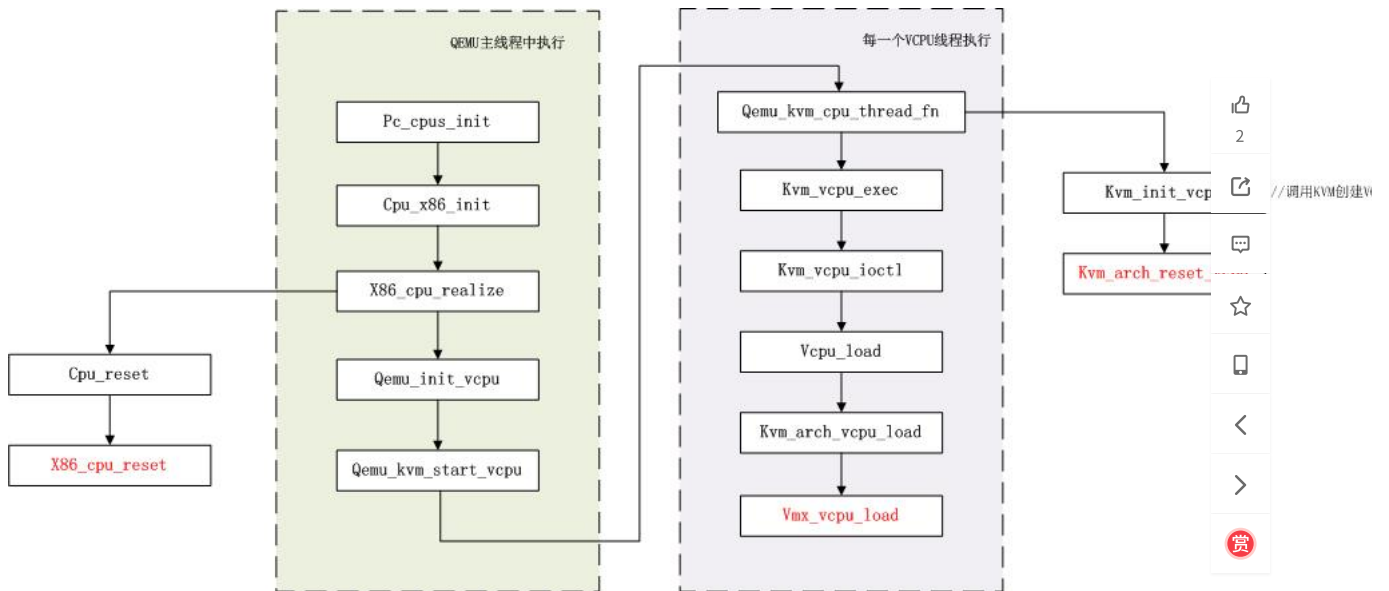 QEMU主线程中执行
Pc_cpus_init
Cpu_x86_init
X86_cpu_realize
Qemu_init_vcpu
Qemu_kvm_start_vcpu
Cpu_reset
X86_cpu_reset
每一个VCPU线程执行
Qemu_kvm_cpu_thread_fn
Kvm_vcpu_exec
Kvm_vcpu_ioctl
Vcpu_load
Kvm_arch_vcpu_load
Vmx_vcpu_load
Kvm_init_vcp
//调用KVM创建V
Kvm_arch_reset_
2
赏